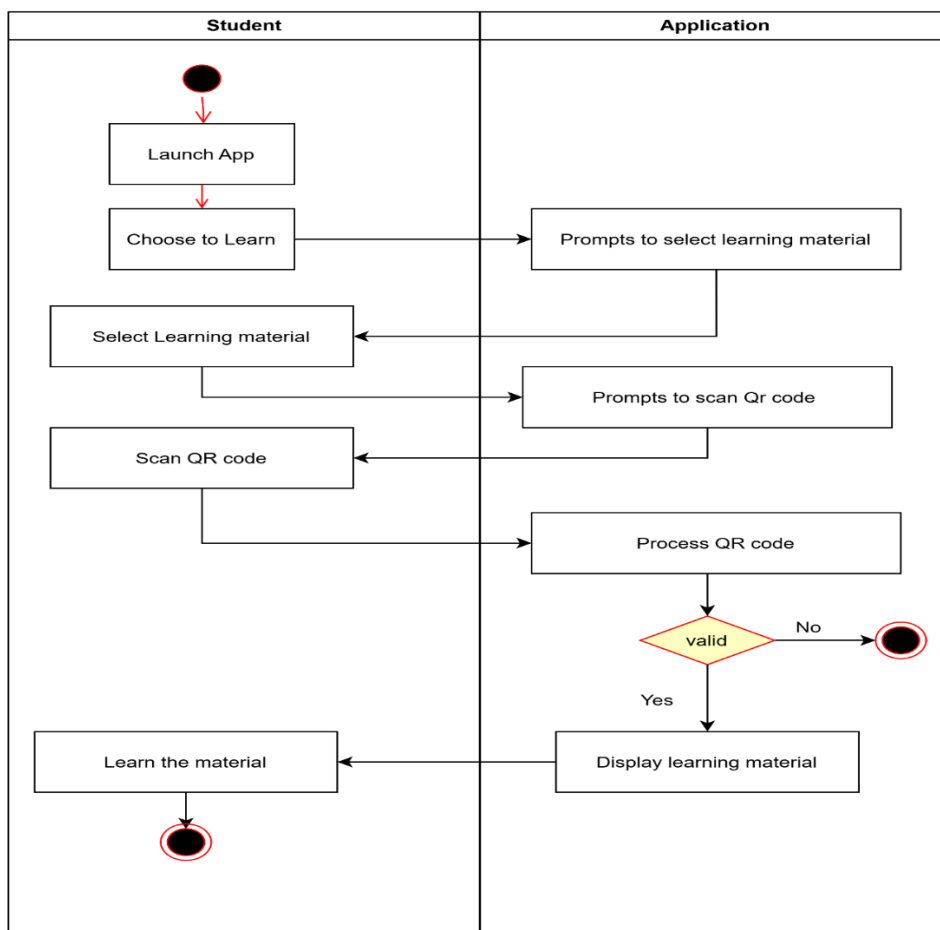 Student
Application
Launch App
Choose to Learn
Prompts to select learning material
Select Learning material
Prompts to scan Qr code
Scan QR code
Process QR code
valid
No
Yes
Learn the material
Display learning material